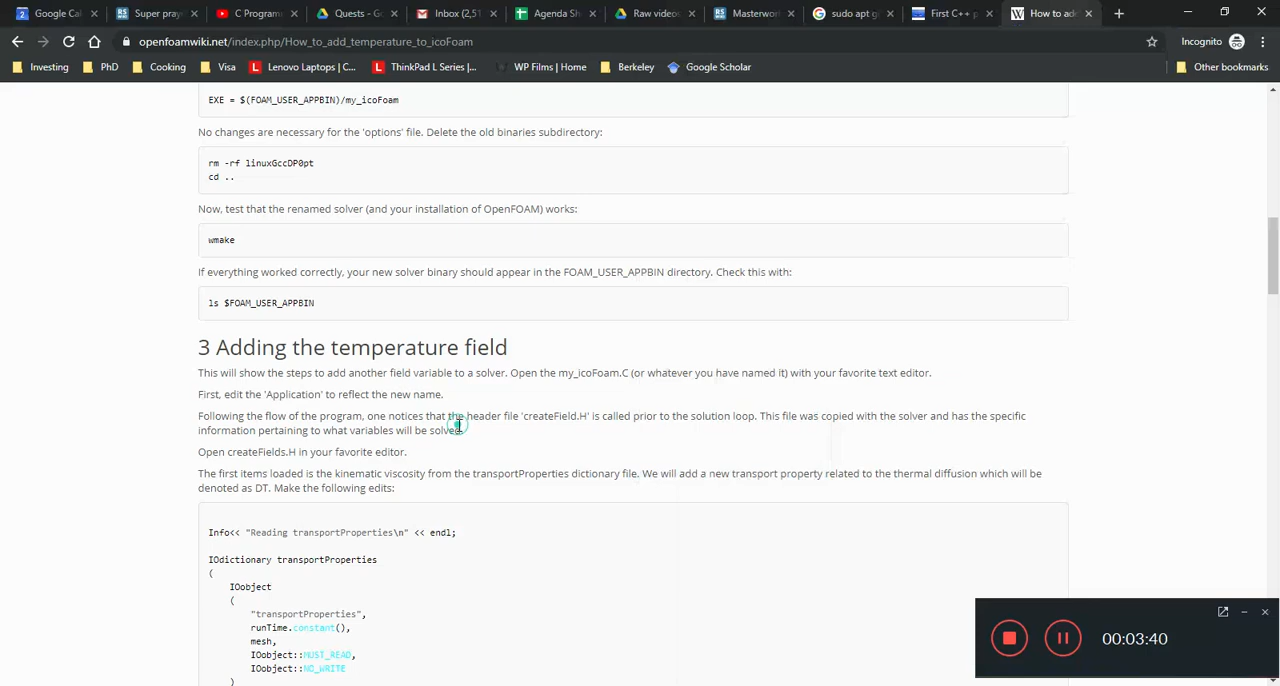 Google Cal
Super praye
C Program
Quests - Go
Inbox (2,51
Agenda She
Raw videos
Masterwor
sudo apt g
First C++ p
How to add
openfoamwiki.net/index.php/How_to_add_temperature_to_icoFoam
Incognito
Investing
PhD
Cooking
Visa
Lenovo Laptops | C...
ThinkPad L Series |...
WP Films | Home
Berkeley
Google Scholar
Other bookmarks
EXE = $(FOAM_USER_APPBIN)/my_icoFoam
No changes are necessary for the 'options' file. Delete the old binaries subdirectory:
rm -rf linuxGccDP0pt
cd ..
Now, test that the renamed solver (and your installation of OpenFOAM) works:
wmake
If everything worked correctly, your new solver binary should appear in the FOAM_USER_APPBIN directory. Check this with:
ls $FOAM_USER_APPBIN
3 Adding the temperature field
This will show the steps to add another field variable to a solver. Open the my_icoFoam.C (or whatever you have named it) with your favorite text editor.
First, edit the 'Application' to reflect the new name.
Following the flow of the program, one notices that the header file 'createField.H' is called prior to the solution loop. This file was copied with the solver and has the specific
information pertaining to what variables will be solved.
Open createFields.H in your favorite editor.
The first items loaded is the kinematic viscosity from the transportProperties dictionary file. We will add a new transport property related to the thermal diffusion which will be
denoted as DT. Make the following edits:
Info<< "Reading transportProperties\n" << endl;
IOdictionary transportProperties
(
IOobject
(
"transportProperties",
runTime.constant(),
mesh,
IOobject::MUST_READ,
IOobject::NO_WRITE
)
00:03:40